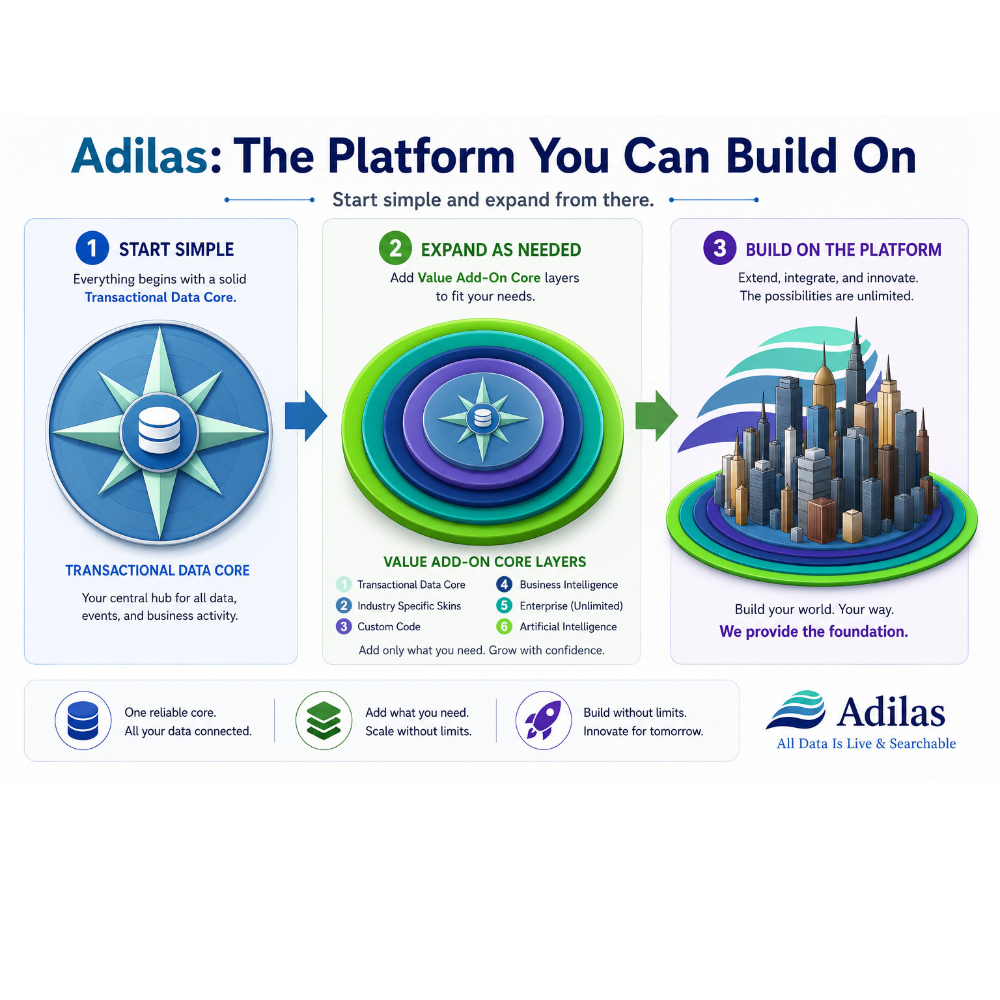 Adilas: The Platform You Can Build On
Start simple and expand from there.
1 START SIMPLE
Everything begins with a solid
Transactional Data Core.
TRANSACTIONAL DATA CORE
Your central hub for all data,
events, and business activity.
2 EXPAND AS NEEDED
Add Value Add-On Core layers
to fit your needs.
VALUE ADD-ON CORE LAYERS
1 Transactional Data Core
2 Industry Specific Skins
3 Custom Code
4 Business Intelligence
5 Enterprise (Unlimited)
6 Artificial Intelligence
Add only what you need. Grow with confidence.
3 BUILD ON THE PLATFORM
Extend, integrate, and innovate.
The possibilities are unlimited.
Build your world. Your way.
We provide the foundation.
One reliable core.
All your data connected.
Add what you need.
Scale without limits.
Build without limits.
Innovate for tomorrow.
Adilas
All Data Is Live & Searchable